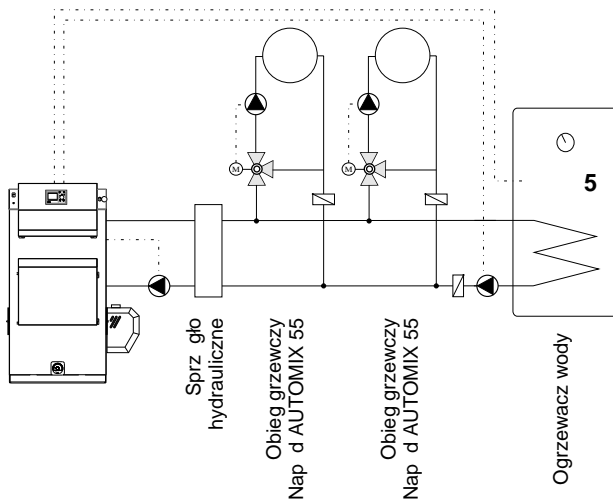 M
M
5
Sprz gło
hydrauliczne
Obieg grzewczy
Nap d AUTOMIX 55
Obieg grzewczy
Nap d AUTOMIX 55
Ogrzewacz wody